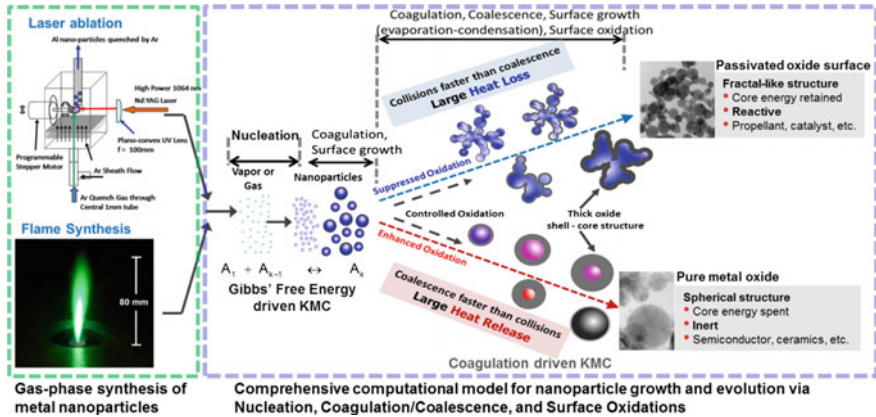 Laser ablation
Al nano-particles quenched by Ar
High Power 1064 nm
Nd:YAG Laser
Plano-convex UV Lens
f = 100mm
Programmable
Stepper Motor
Ar Sheath Flow
Ar Quench Gas through
Central 1mm tube
Flame Synthesis
80 mm
Gas-phase synthesis of
metal nanoparticles
Coagulation, Coalescence, Surface growth
(evaporation-condensation), Surface oxidation
Nucleation
Coagulation,
Surface growth
Vapor or
Gas
Nanoparticles
A1 + Ak−1 ↔ Ak
Gibbs' Free Energy
driven KMC
Collisions faster than coalescence
Large Heat Loss
Suppressed Oxidation
Controlled Oxidation
Enhanced Oxidation
Thick oxide
shell - core structure
Coalescence faster than collisions
Large Heat Release
Coagulation driven KMC
Passivated oxide surface
Fractal-like structure
• Core energy retained
• Reactive
• Propellant, catalyst, etc.
Pure metal oxide
Spherical structure
• Core energy spent
• Inert
• Semiconductor, ceramics, etc.
Comprehensive computational model for nanoparticle growth and evolution via
Nucleation, Coagulation/Coalescence, and Surface Oxidations